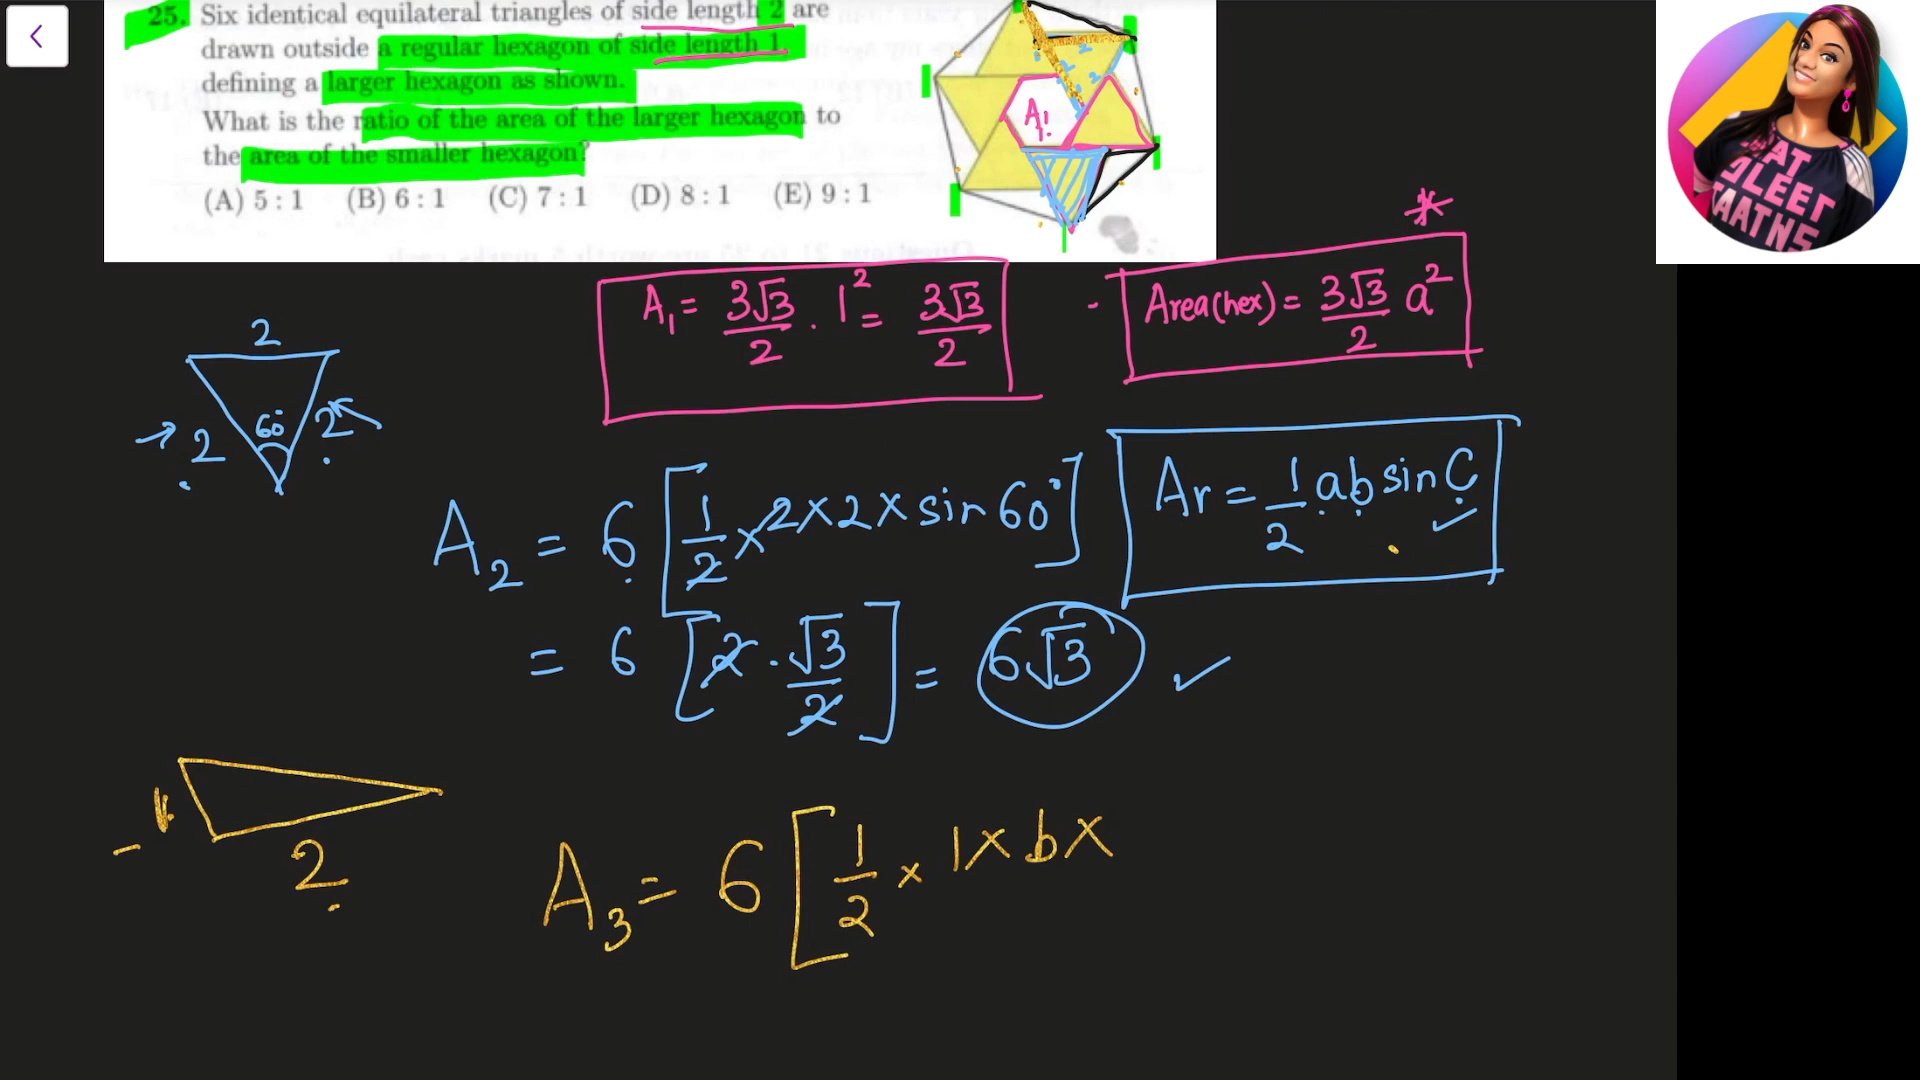 25. Six identical equilateral triangles of side length 2 are
drawn outside a regular hexagon of side length 1,
defining a larger hexagon as shown.
What is the ratio of the area of the larger hexagon to
the area of the smaller hexagon?
(A) 5 : 1 (B) 6 : 1 (C) 7 : 1 (D) 8 : 1 (E) 9 : 1
A1
2
2
2
*
A₁ = 3√3/2 . 1² = 3√3/2
Area(hex) = 3√3/2 a²
2
60°
→ 2
2
A₂ = 6 [1/2 × 2 × 2 × sin 60°]
Ar = 1/2 ab sin C
= 6 [2 · √3/2] = 6√3
2
A₃ = 6 [1/2 × 1 × b ×
MATHS